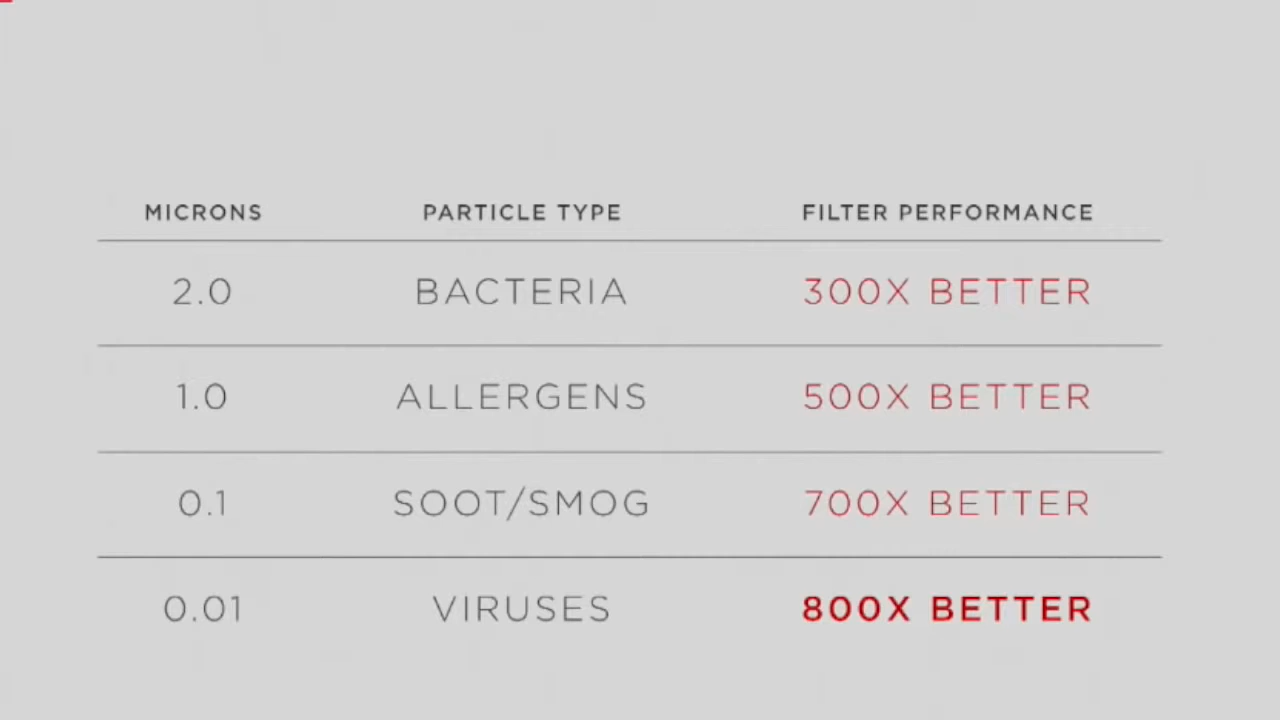 MICRONS PARTICLE TYPE FILTER PERFORMANCE
2.0 BACTERIA 300X BETTER
1.0 ALLERGENS 500X BETTER
0.1 SOOT/SMOG 700X BETTER
0.01 VIRUSES 800X BETTER